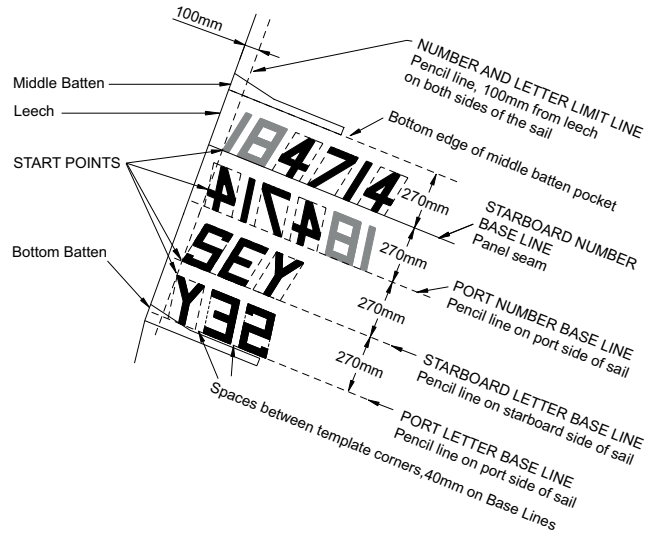 100mm
NUMBER AND LETTER LIMIT LINE
Pencil line, 100mm from leech
on both sides of the sail
Middle Batten
Leech
Bottom edge of middle batten pocket
START POINTS
184714
270mm
STARBOARD NUMBER
BASE LINE
Panel seam
184714
270mm
PORT NUMBER BASE LINE
Pencil line on port side of sail
Bottom Batten
SEY
270mm
STARBOARD LETTER BASE LINE
Pencil line on starboard side of sail
SEY
270mm
PORT LETTER BASE LINE
Pencil line on port side of sail
Spaces between template corners,40mm on Base Lines